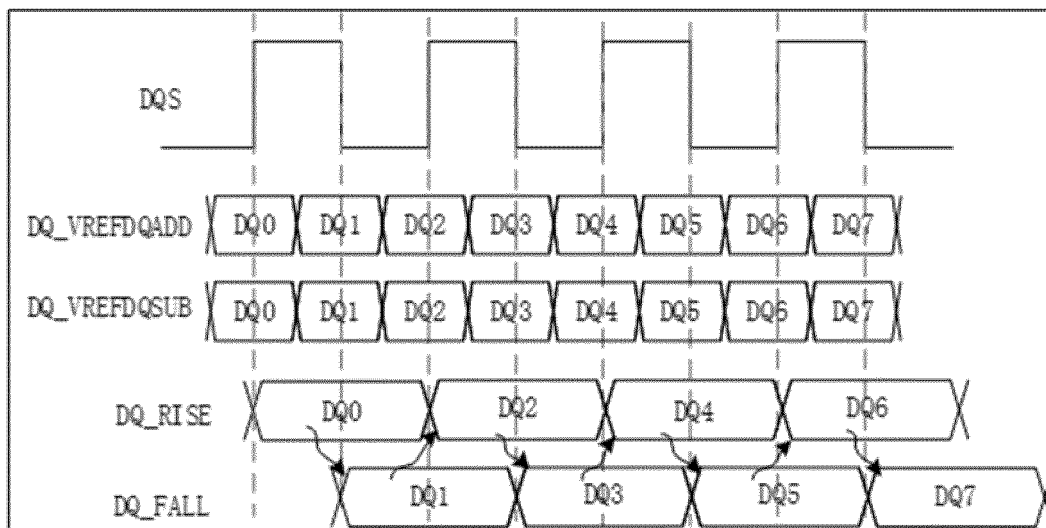 DQS
DQ_VREFDQADD DQ0 DQ1 DQ2 DQ3 DQ4 DQ5 DQ6 DQ7
DQ_VREFDQSUB DQ0 DQ1 DQ2 DQ3 DQ4 DQ5 DQ6 DQ7
DQ_RISE DQ0 DQ2 DQ4 DQ6
DQ_FALL DQ1 DQ3 DQ5 DQ7